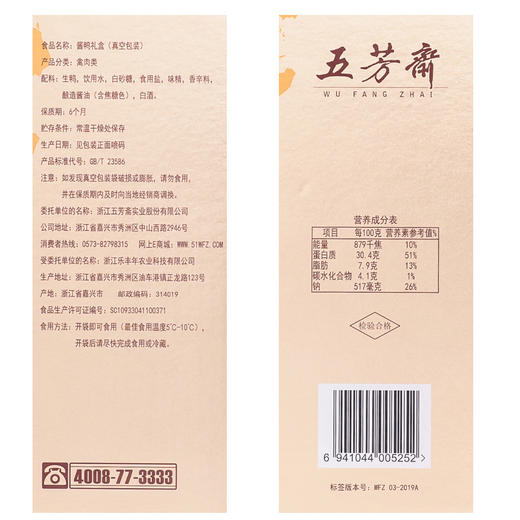 食品名称：酱鸭礼盒（真空包装）
产品分类：禽肉类
配料：生鸭，饮用水，白砂糖，食用盐，味精，香辛料，
酿造酱油（含焦糖色），白酒。
保质期：6个月
贮存条件：常温干燥处保存
生产日期：见包装正面喷码
产品标准代号：GB/T 23586
注意：如发现真空包装袋破损或膨胀，请勿食用，
并在保质期内及时向当地经销商调换。
委托单位的名称：浙江五芳斋实业股份有限公司
地址：浙江省嘉兴市秀洲区中山西路2946号
消费者热线：0573-82798315 网上E商城：WWW.51WFZ.COM
受委托单位的名称：浙江乐丰年农业科技有限公司
生产地址：浙江省嘉兴市秀洲区油车港镇正龙路123号
产地：浙江省嘉兴市 邮政编码：314019
食品生产许可证编号：SC10933041100371
食用方法：开袋即可食用（最佳食用温度5℃-10℃），
开袋后请尽快完成食用或冷藏。
4008-77-3333
五芳斋
WU FANG ZHAI
营养成分表
项目 每100克 营养素参考值%
能量 879千焦 10%
蛋白质 30.4克 51%
脂肪 7.9克 13%
碳水化合物 4.1克 1%
钠 517毫克 26%
检验合格
6 941044 005252
标签版本号：WFZ 03-2019A